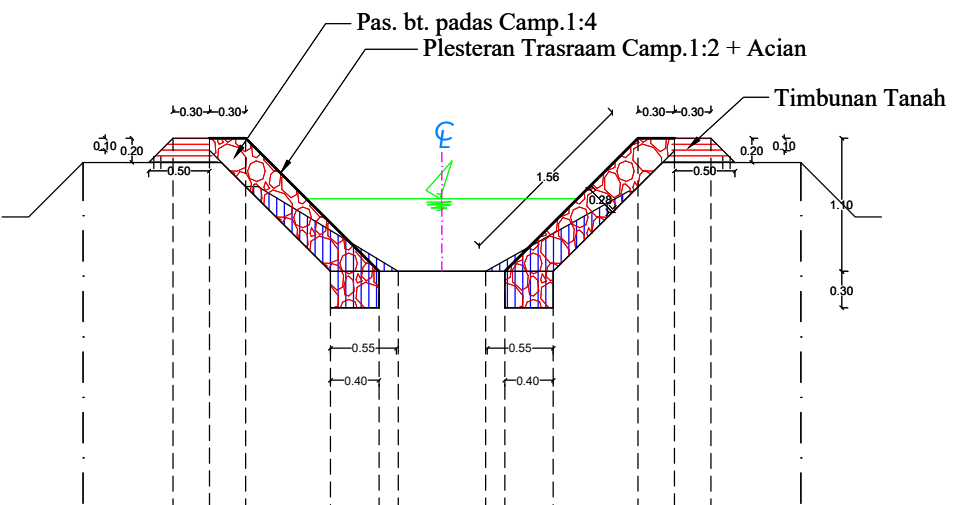 Pas. bt. padas Camp.1:4
Plesteran Trasraam Camp.1:2 + Acian
Timbunan Tanah
0.30 0.30 0.30 0.30
0.10 0.20 0.20 0.10
0.50 0.50
1.56
0.28
1.10
0.30
0.55 0.55
0.40 0.40